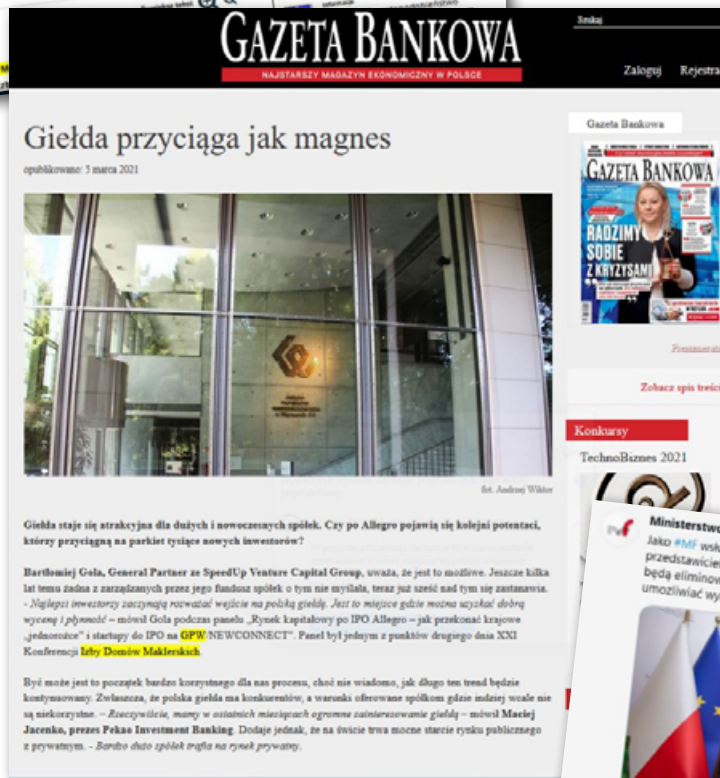 GAZETA BANKOWA
NAJSTARSZY MAGAZYN EKONOMICZNY W POLSCE
Szukaj
Zaloguj Rejestra
Giełda przyciąga jak magnes
opublikowano: 5 marca 2021
fot. Andrzej Wiktor
Giełda staje się atrakcyjna dla dużych i nowoczesnych spółek. Czy po Allegro pojawią się kolejni potentaci,
którzy przyciągną na parkiet tysiące nowych inwestorów?
Bartłomiej Gola, General Partner ze SpeedUp Venture Capital Group, uważa, że jest to możliwe. Jeszcze kilka
lat temu żadna z zarządzanych przez jego fundusz spółek o tym nie myślała, teraz już sześć nad tym się zastanawia.
- Najlepsi inwestorzy zaczynają rozważać wejście na polską giełdę. Jest to miejsce gdzie można uzyskać dobrą
wycenę i płynność – mówił Gola podczas panelu „Rynek kapitałowy po IPO Allegro – jak przekonać krajowe
„jednorożce” i startupy do IPO na GPW/NEWCONNECT”. Panel był jednym z punktów drugiego dnia XXI
Konferencji Izby Domów Maklerskich.
Być może jest to początek bardzo korzystnego dla nas procesu, choć nie wiadomo, jak długo ten trend będzie
kontynuowany. Zwłaszcza, że polska giełda ma konkurentów, a warunki oferowane spółkom gdzie indziej wcale nie
są niekorzystne. – Rzeczywiście, mamy w ostatnich miesiącach ogromne zainteresowanie giełdą – mówił Maciej
Jacenko, prezes Pekao Investment Banking. Dodaje jednak, że na świcie trwa mocne starcie rynku publicznego
z prywatnym. - Bardzo dużo spółek trafia na rynek prywatny.
Gazeta Bankowa
GAZETA BANKOWA
RADZIMY
SOBIE
Z KRYZYSAMI
Zobacz spis treści
Konkursy
TechnoBiznes 2021
Ministerstwo
Jako #MF wsłu
przedstawiciel
będą eliminow
umożliwiać wy